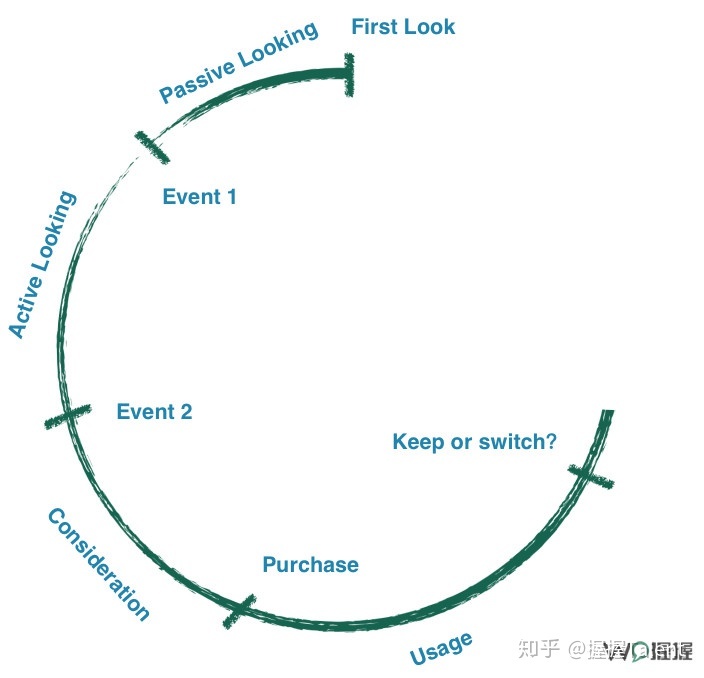 First Look
Passive Looking
Event 1
Active Looking
Event 2
Keep or switch?
Consideration
Purchase
Usage
知乎 @握握